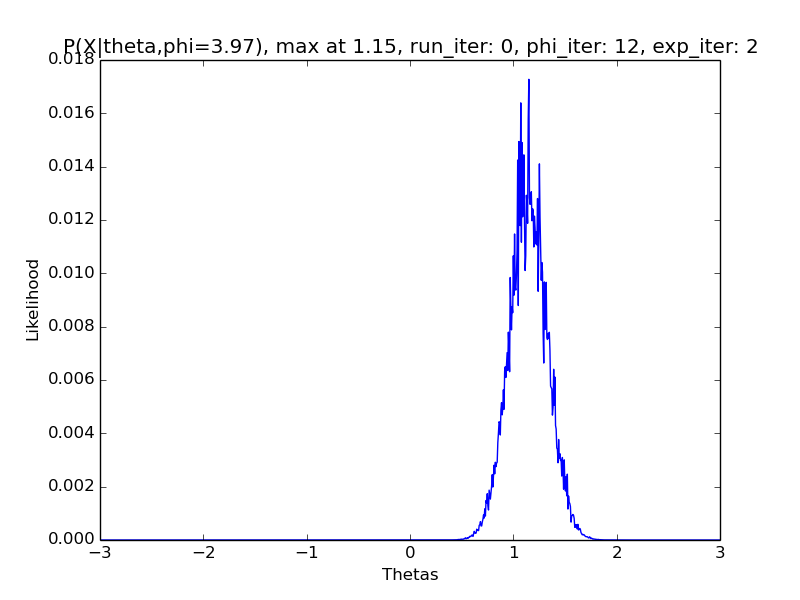 P(X|theta,phi=3.97), max at 1.15, run_iter: 0, phi_iter: 12, exp_iter: 2
0.018
0.016
0.014
0.012
0.010
0.008
0.006
0.004
0.002
0.000
Likelihood
−3 −2 −1 0 1 2 3
Thetas